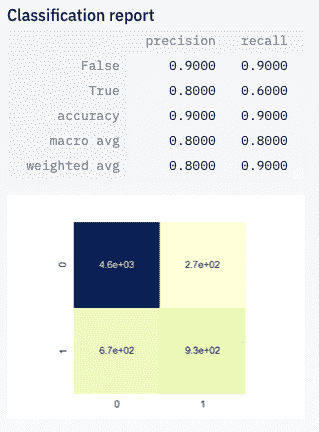 Classification report
precision recall
False 0.9000 0.9000
True 0.8000 0.6000
accuracy 0.9000 0.9000
macro avg 0.8000 0.8000
weighted avg 0.8000 0.9000
0 4.6e+03 2.7e+02
1 6.7e+02 9.3e+02
0 1